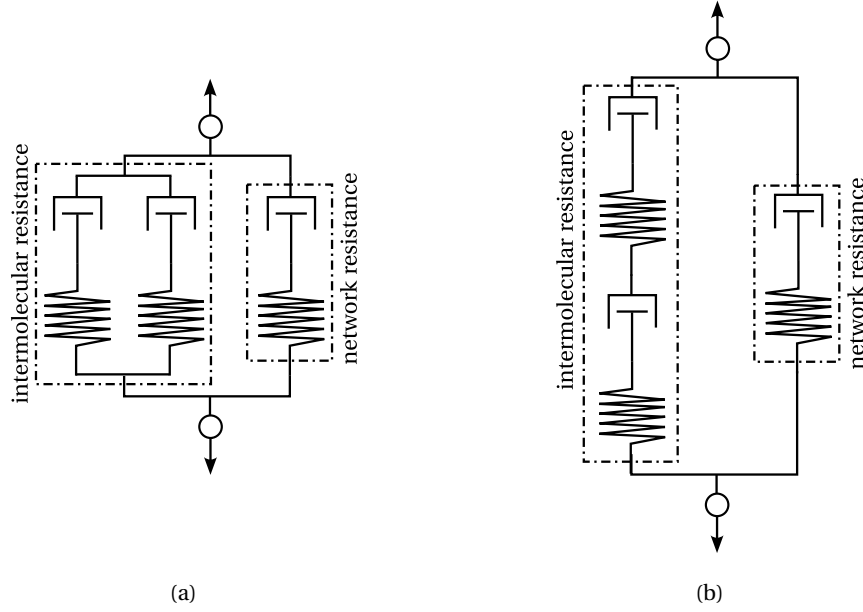 intermolecular resistance
network resistance
(a)
intermolecular resistance
network resistance
(b)